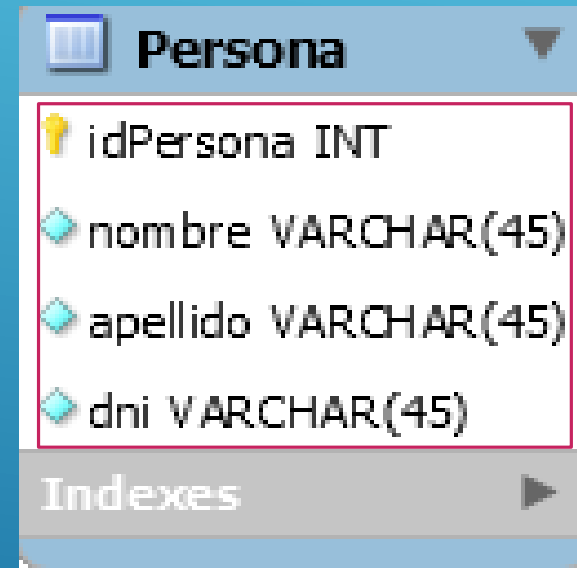 Persona
idPersona INT
nombre VARCHAR(45)
apellido VARCHAR(45)
dni VARCHAR(45)
Indexes